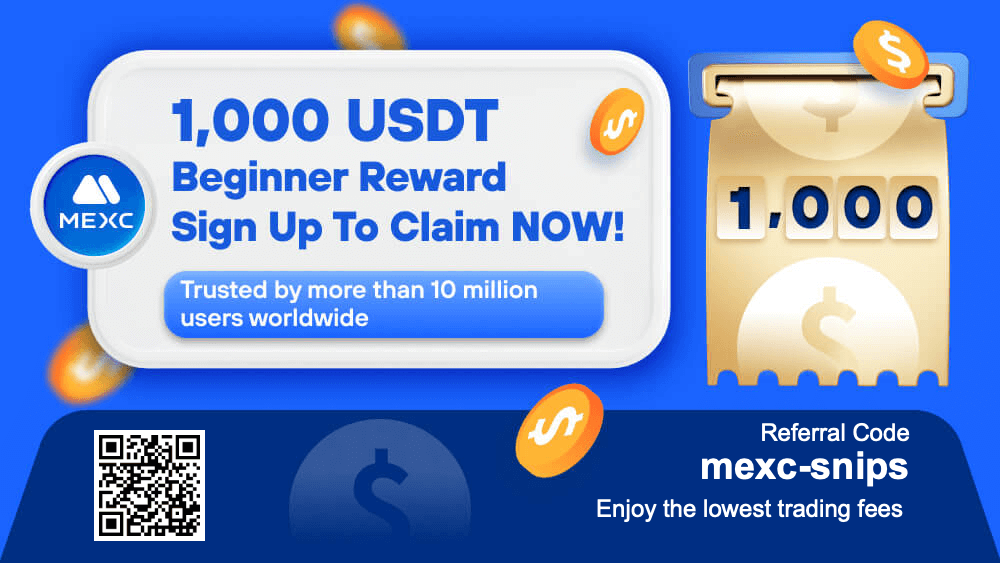 1,000 USDT
Beginner Reward
Sign Up To Claim NOW!
MEXC
Trusted by more than 10 million
users worldwide
1,000
Referral Code
mexc-snips
Enjoy the lowest trading fees